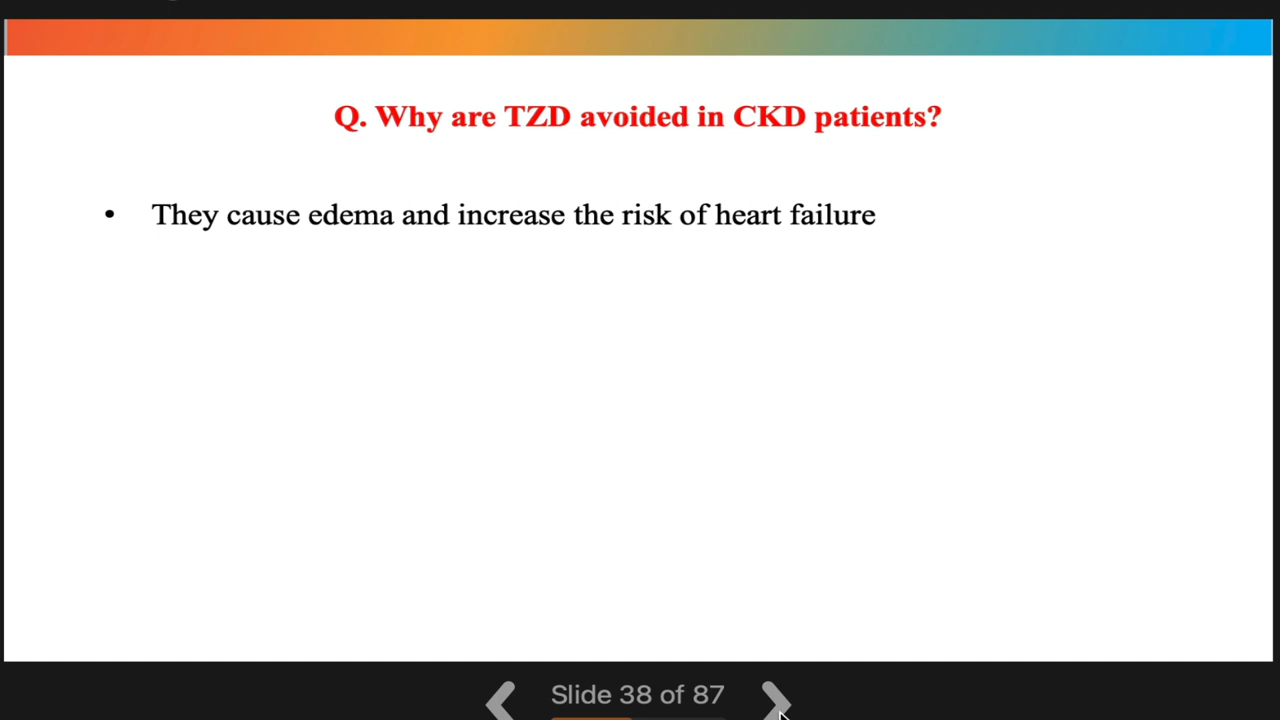 Q. Why are TZD avoided in CKD patients?
• They cause edema and increase the risk of heart failure
Slide 38 of 87